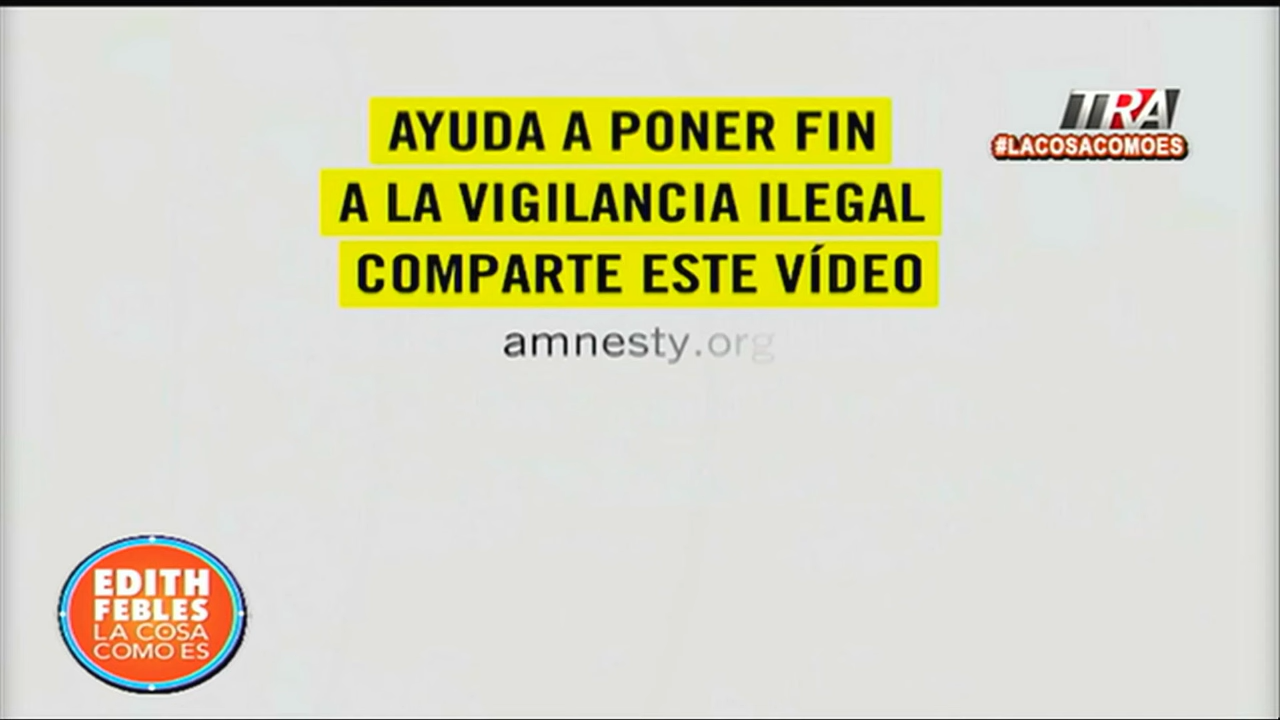 AYUDA A PONER FIN
A LA VIGILANCIA ILEGAL
COMPARTE ESTE VÍDEO
amnesty.org
TRA
#LACOSACOMOES
EDITH
FEBLES
LA COSA
COMO ES